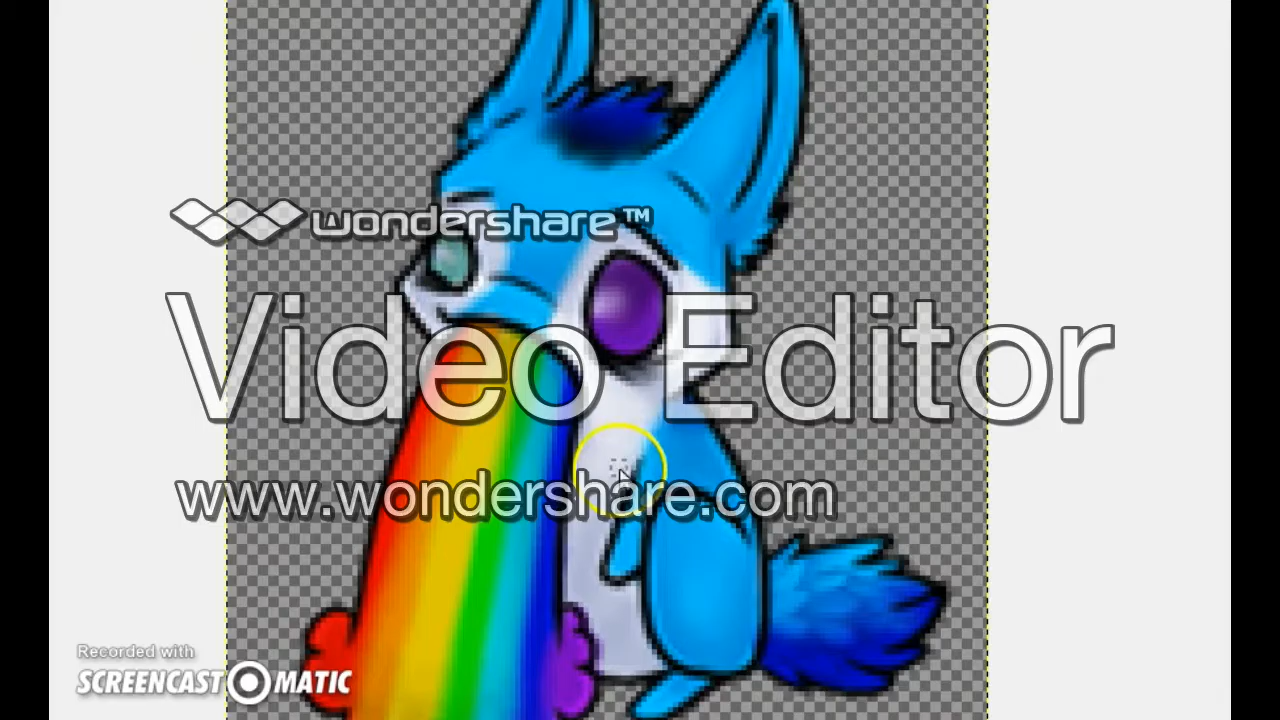 wondershare™
Video Editor
www.wondershare.com
Recorded with
SCREENCAST MATIC